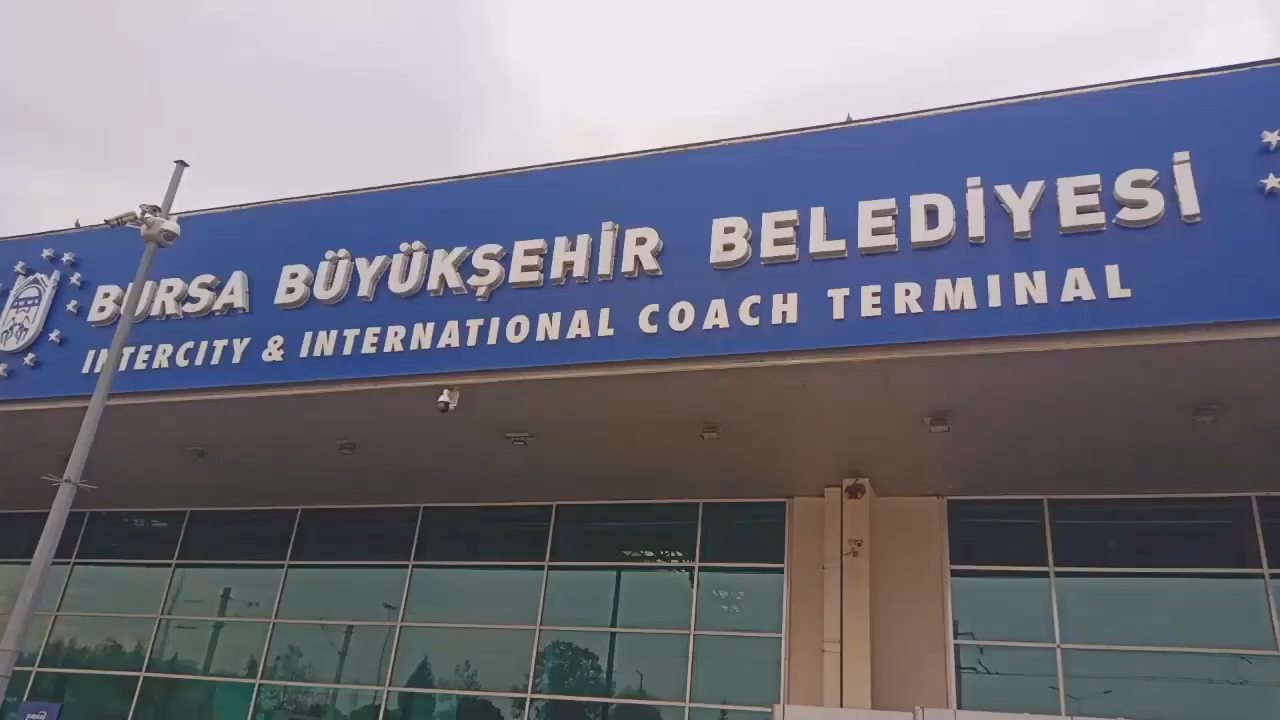 BURSA BÜYÜKŞEHİR BELEDİYESİ
INTERCITY & INTERNATIONAL COACH TERMINAL